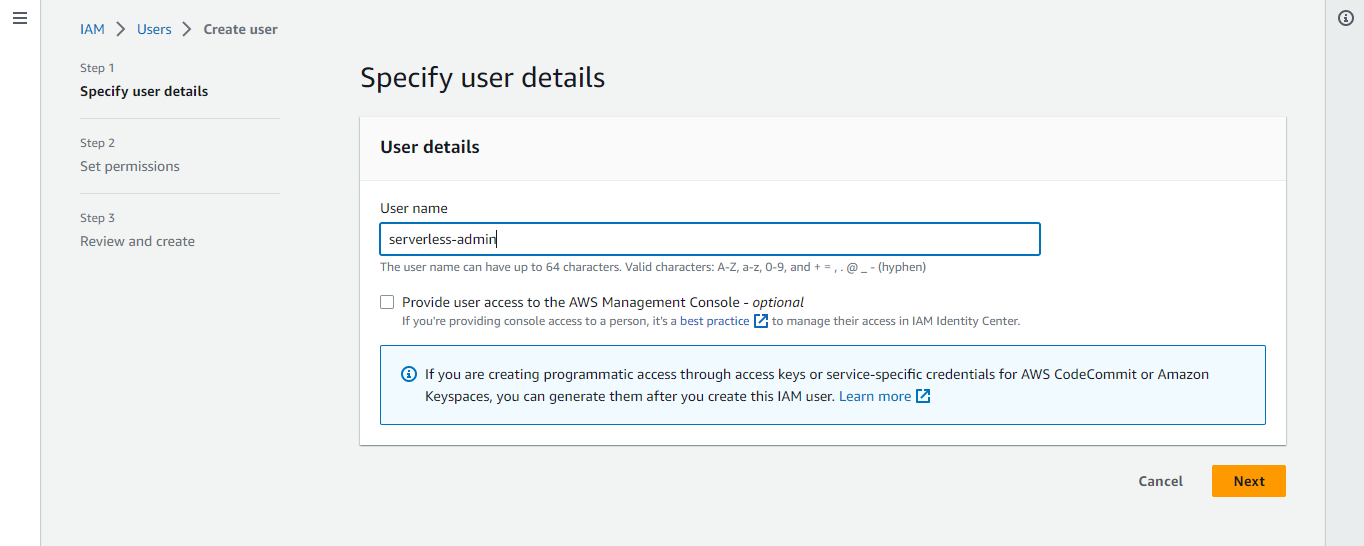 IAM > Users > Create user
Step 1
Specify user details
Step 2
Set permissions
Step 3
Review and create
Specify user details
User details
User name
serverless-admin
The user name can have up to 64 characters. Valid characters: A-Z, a-z, 0-9, and + = , . @ _ - (hyphen)
Provide user access to the AWS Management Console - optional
If you're providing console access to a person, it's a best practice to manage their access in IAM Identity Center.
If you are creating programmatic access through access keys or service-specific credentials for AWS CodeCommit or Amazon
Keyspaces, you can generate them after you create this IAM user. Learn more
Cancel
Next